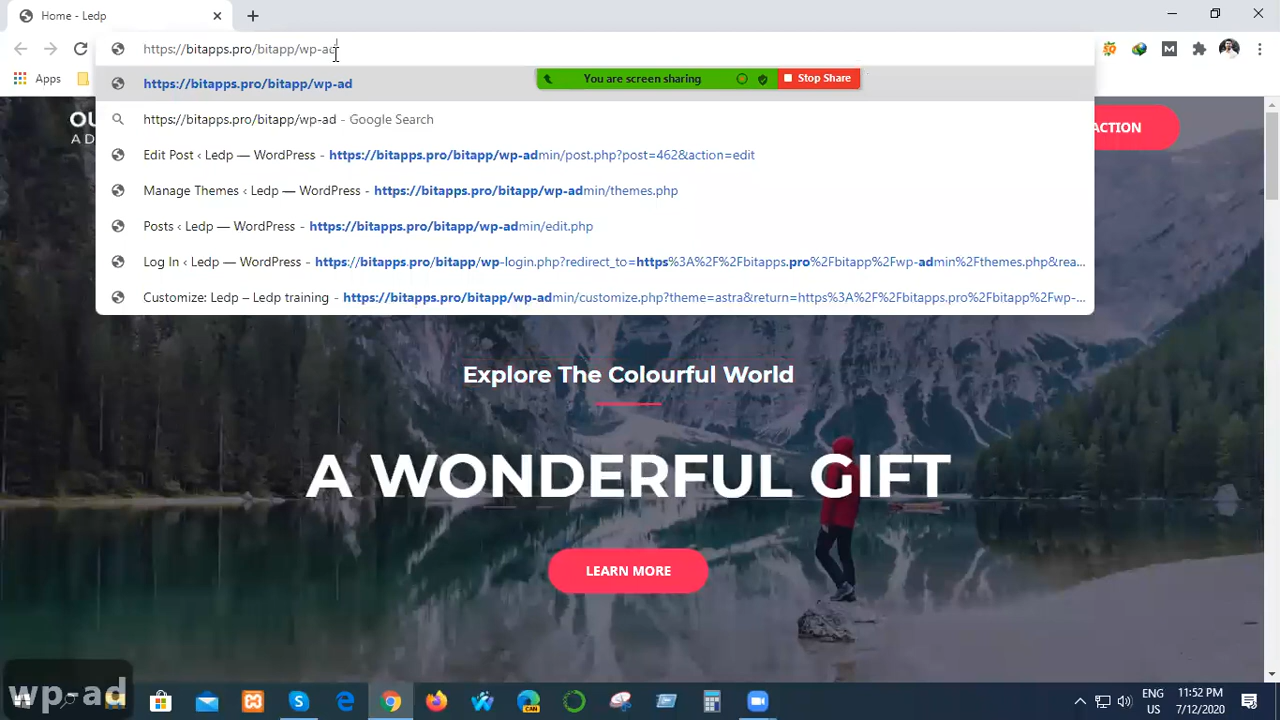 Home - Ledp
https://bitapps.pro/bitapp/wp-ad
Apps
https://bitapps.pro/bitapp/wp-ad
You are screen sharing
Stop Share
https://bitapps.pro/bitapp/wp-ad - Google Search
OU
AD
ACTION
Edit Post ‹ Ledp — WordPress - https://bitapps.pro/bitapp/wp-admin/post.php?post=462&action=edit
Manage Themes ‹ Ledp — WordPress - https://bitapps.pro/bitapp/wp-admin/themes.php
Posts ‹ Ledp — WordPress - https://bitapps.pro/bitapp/wp-admin/edit.php
Log In ‹ Ledp — WordPress - https://bitapps.pro/bitapp/wp-login.php?redirect_to=https%3A%2F%2Fbitapps.pro%2Fbitapp%2Fwp-admin%2Fthemes.php&rea...
Customize: Ledp – Ledp training - https://bitapps.pro/bitapp/wp-admin/customize.php?theme=astra&return=https%3A%2F%2Fbitapps.pro%2Fbitapp%2Fwp-...
Explore The Colourful World
A WONDERFUL GIFT
LEARN MORE
wp-ad
CAN
ENG
US
11:52 PM
7/12/2020